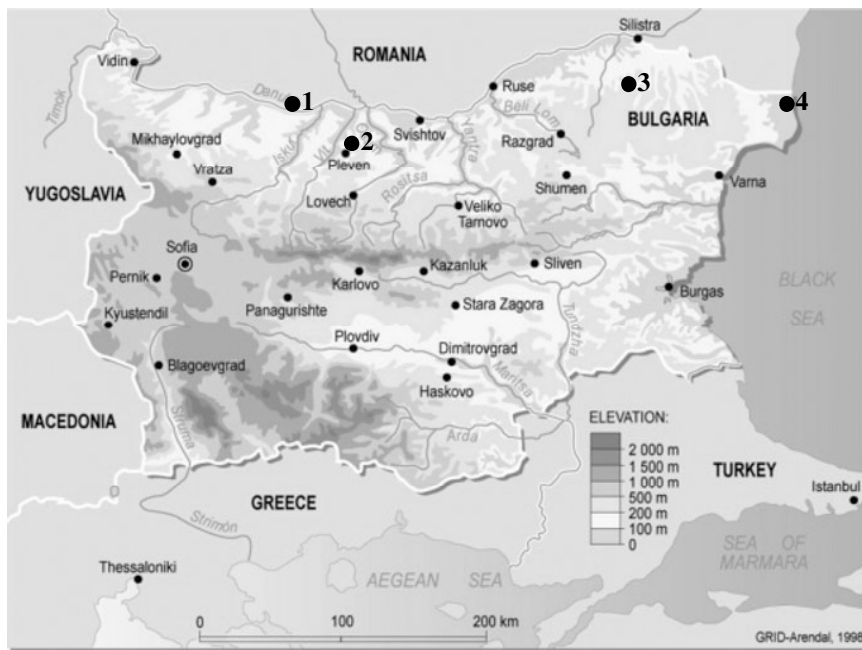 Silistra
ROMANIA
Vidin
Danube
1
Ruse
3
4
Timok
Iskur
Vit
2
Svishtov
Beli Lom
BULGARIA
Mikhaylovgrad
Pleven
Yantra
Razgrad
Vratza
YUGOSLAVIA
Lovech
Rositsa
Shumen
Varna
Veliko
Tarnovo
Sofia
Pernik
Karlovo
Kazanluk
Sliven
BLACK
SEA
Kyustendil
Panagurishte
Stara Zagora
Tundzha
Burgas
Plovdiv
Dimitrovgrad
Blagoevgrad
Maritsa
Haskovo
MACEDONIA
Struma
Arda
ELEVATION:
2 000 m
1 500 m
1 000 m
500 m
200 m
100 m
0
TURKEY
Istanbul
GREECE
Strimón
SEA OF
MARMARA
Thessaloniki
AEGEAN SEA
0 100 200 km
GRID-Arendal, 1998